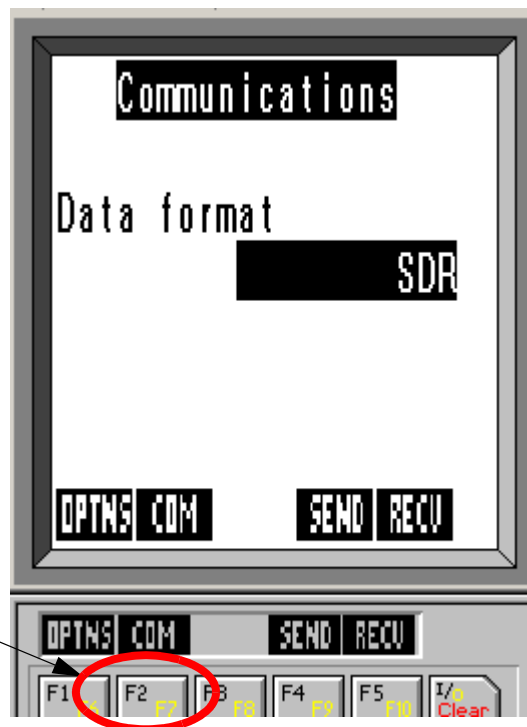 Communications
Data format
SDR
OPTNS COM SEND RECV
OPTNS COM SEND RECV
F1 F6 F2 F7 F3 F8 F4 F9 F5 F10 I/o Clear